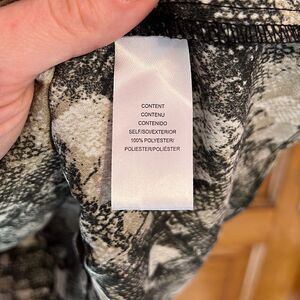 CONTENT
CONTENU
CONTENIDO
SELF/SOI/EXTERIOR
100% POLYESTER/
POLIESTER/POLIÉSTER